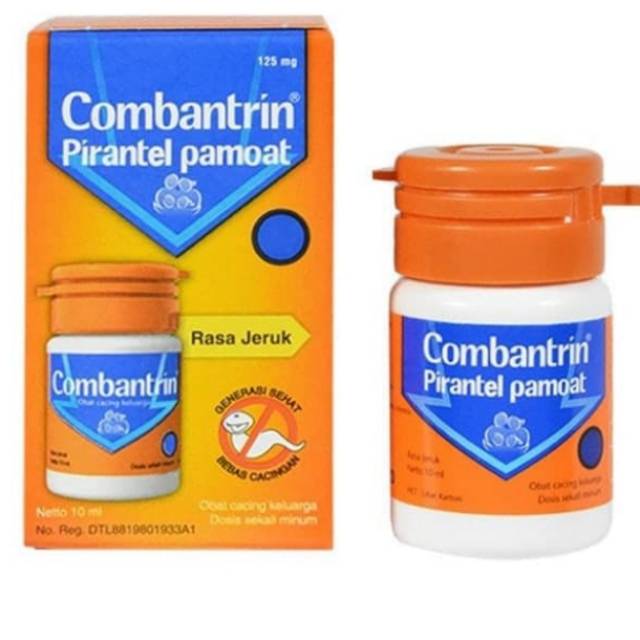 125 mg
Combantrin®
Pirantel pamoat
Rasa Jeruk
GENERASI SEHAT
BEBAS CACINGAN
Combantrin
Obat cacing keluarga
Dosis sekali minum
Netto 10 ml
Obat cacing keluarga
Dosis sekali minum
No. Reg. DTL8819801933A1
Combantrin®
Pirantel pamoat
Rasa Jeruk
Netto 10 ml
Obat cacing keluarga
Dosis sekali minum